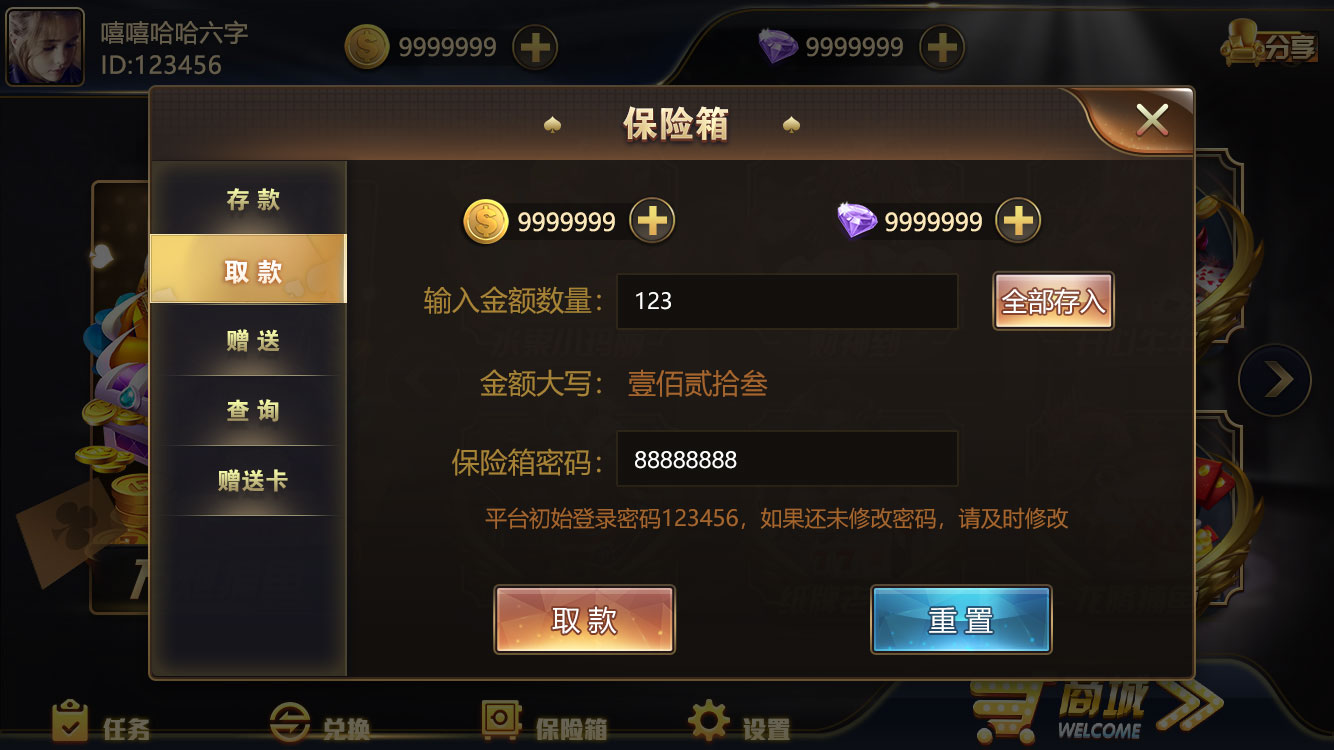 嘻嘻哈哈六字
ID:123456
9999999
9999999
分享
保险箱
存款
取款
赠送
查询
赠送卡
9999999
9999999
输入金额数量：
123
全部存入
金额大写：
壹佰贰拾叁
保险箱密码：
88888888
平台初始登录密码123456，如果还未修改密码，请及时修改
取款
重置
任务
兑换
保险箱
设置
商城
WELCOME